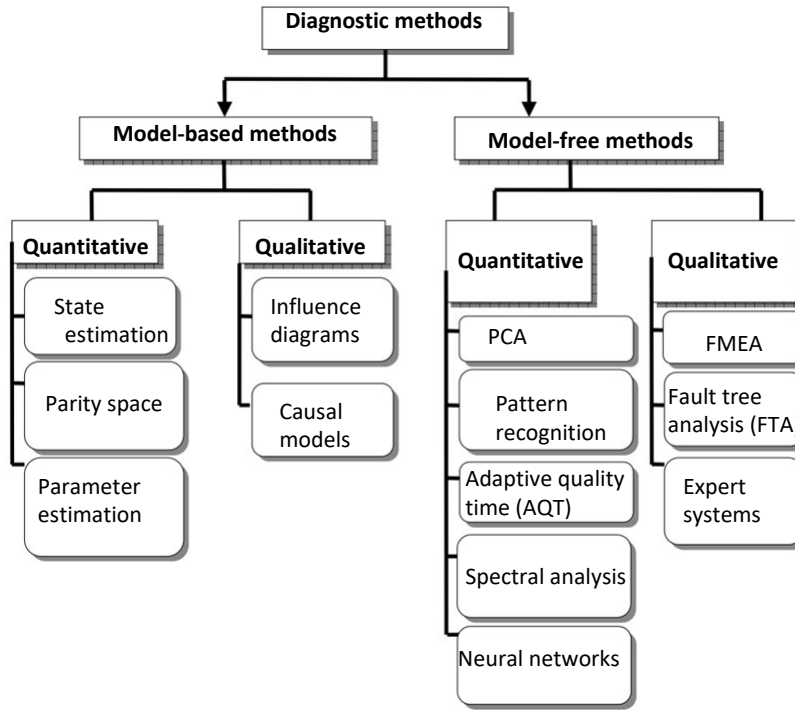 Diagnostic methods
Model-based methods
Model-free methods
Quantitative
Qualitative
Quantitative
Qualitative
State
estimation
Parity space
Parameter
estimation
Influence
diagrams
Causal
models
PCA
Pattern
recognition
Adaptive quality
time (AQT)
Spectral analysis
Neural networks
FMEA
Fault tree
analysis (FTA)
Expert
systems